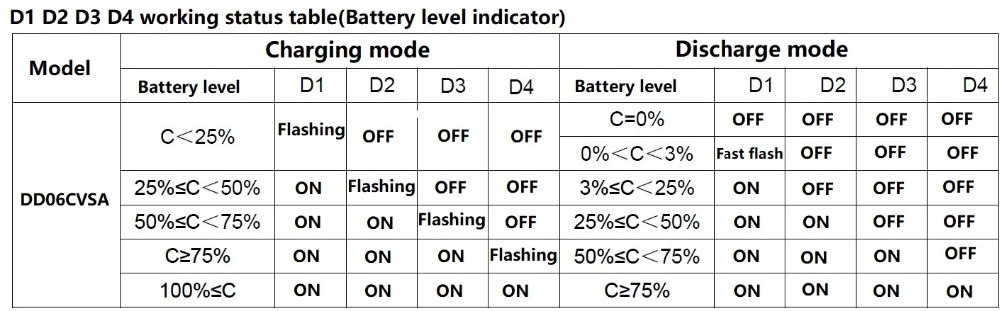 D1 D2 D3 D4 working status table(Battery level indicator)
Model Charging mode Discharge mode
Battery level D1 D2 D3 D4 Battery level D1 D2 D3 D4
DD06CVSA
C<25% Flashing OFF OFF OFF C=0% OFF OFF OFF OFF
0%<C<3% Fast flash OFF OFF OFF
25%≤C<50% ON Flashing OFF OFF 3%≤C<25% ON OFF OFF OFF
50%≤C<75% ON ON Flashing OFF 25%≤C<50% ON ON OFF OFF
C≥75% ON ON ON Flashing 50%≤C<75% ON ON ON OFF
100%≤C ON ON ON ON C≥75% ON ON ON ON